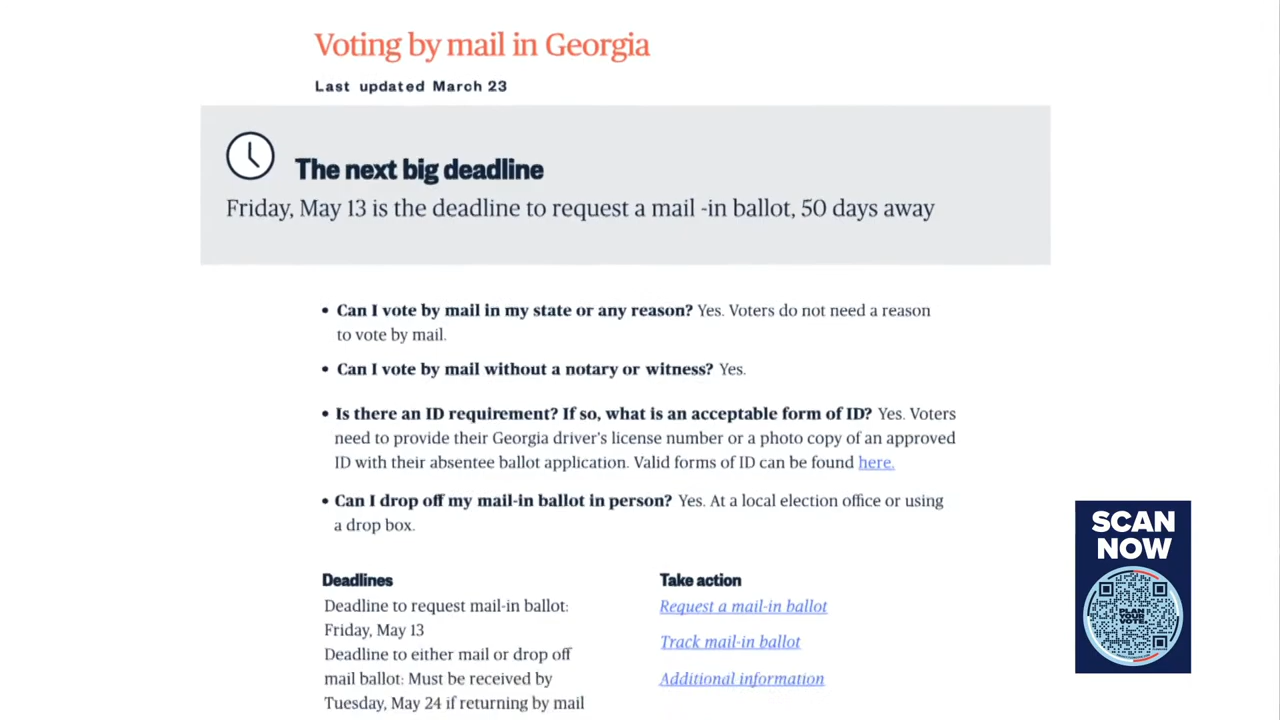 Voting by mail in Georgia
Last updated March 23
The next big deadline
Friday, May 13 is the deadline to request a mail -in ballot, 50 days away
• Can I vote by mail in my state or any reason? Yes. Voters do not need a reason
to vote by mail.
• Can I vote by mail without a notary or witness? Yes.
• Is there an ID requirement? If so, what is an acceptable form of ID? Yes. Voters
need to provide their Georgia driver's license number or a photo copy of an approved
ID with their absentee ballot application. Valid forms of ID can be found here.
• Can I drop off my mail-in ballot in person? Yes. At a local election office or using
a drop box.
Deadlines
Deadline to request mail-in ballot:
Friday, May 13
Deadline to either mail or drop off
mail ballot: Must be received by
Tuesday, May 24 if returning by mail
Take action
Request a mail-in ballot
Track mail-in ballot
Additional information
SCAN
NOW
PLAN
YOUR
VOTE.